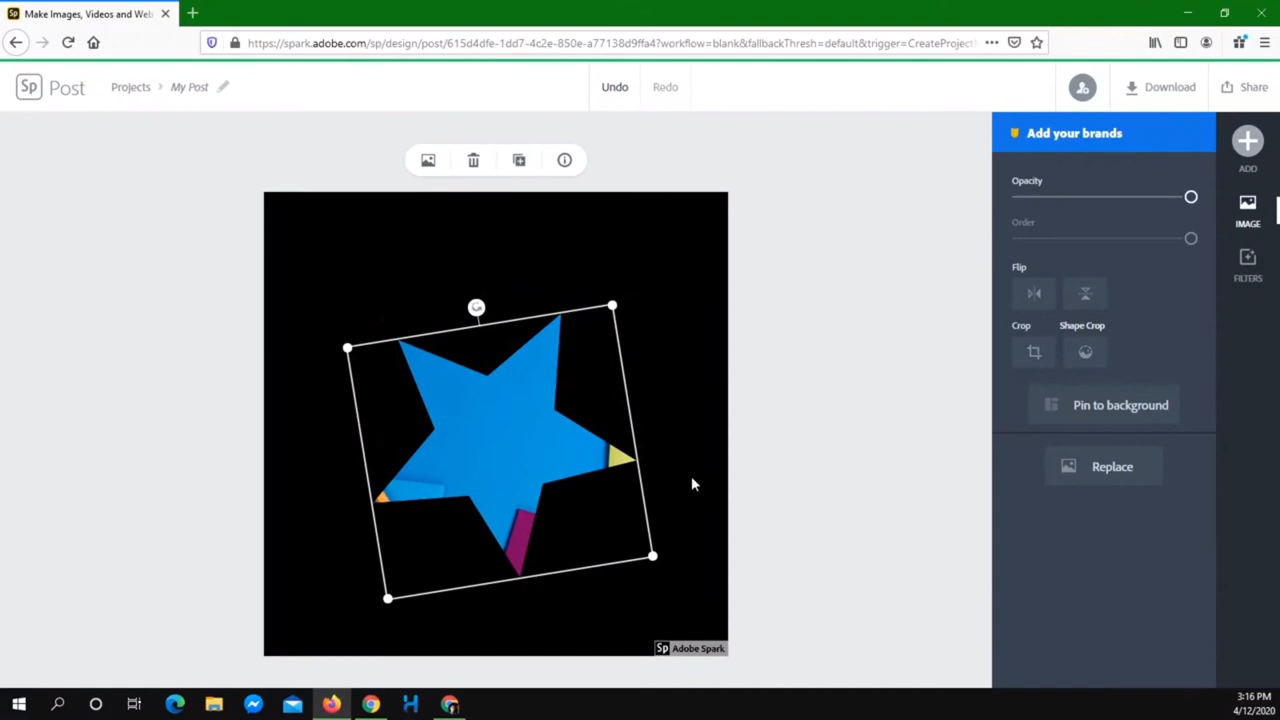 Sp Make Images, Videos and Web
https://spark.adobe.com/sp/design/post/615d4dfe-1dd7-4c2e-850e-a77138d9ffa4?workflow=blank&fallbackThresh=default&trigger=CreateProject
Sp Post
Projects > My Post
Undo
Redo
Download
Share
Add your brands
Opacity
Order
Flip
Crop
Shape Crop
Pin to background
Replace
ADD
IMAGE
FILTERS
Sp Adobe Spark
3:16 PM
4/12/2020